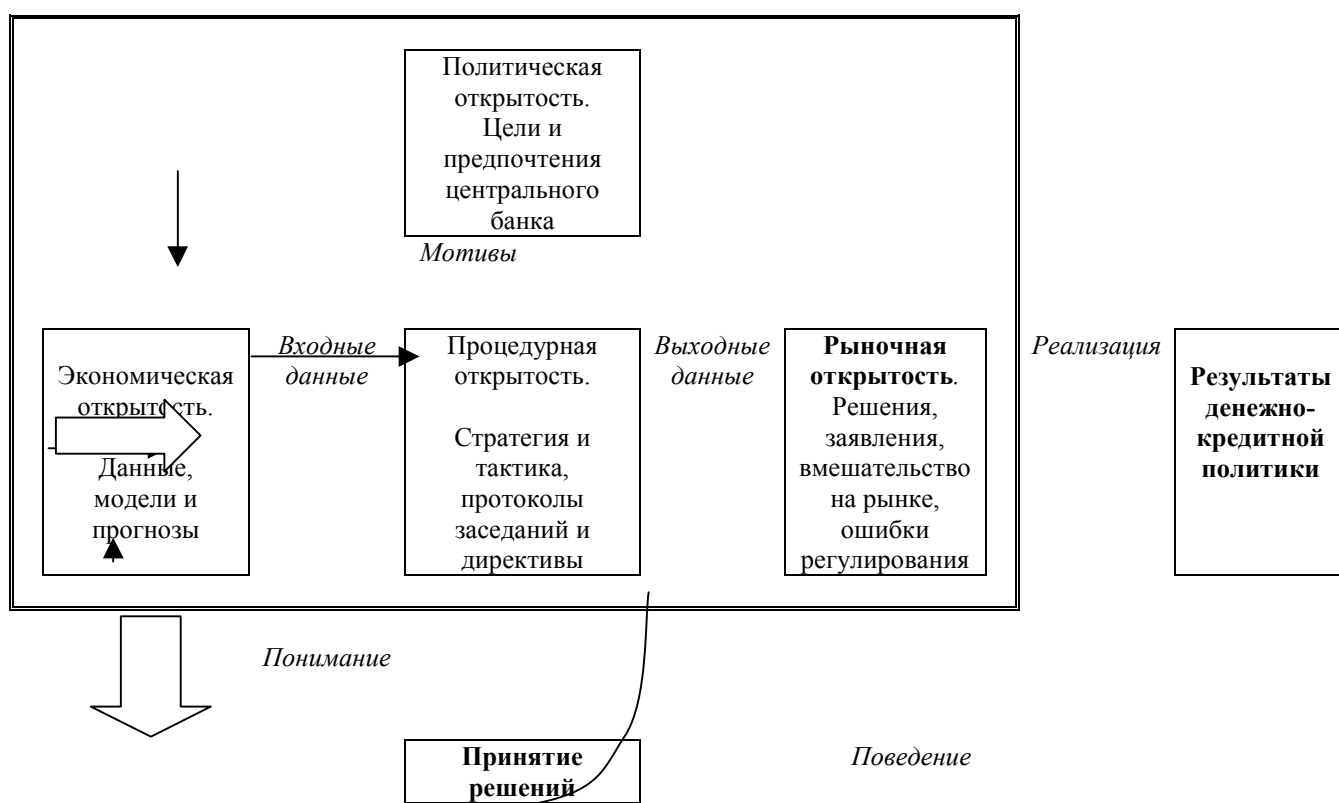 Политическая
открытость.
Цели и
предпочтения
центрального
банка
Мотивы
Экономическая
открытость.
Данные,
модели и
прогнозы
Входные
данные
Процедурная
открытость.
Стратегия и
тактика,
протоколы
заседаний и
директивы
Выходные
данные
Рыночная
открытость.
Решения,
заявления,
вмешательство
на рынке,
ошибки
регулирования
Реализация
Результаты
денежно-
кредитной
политики
Понимание
Принятие
решений
Поведение